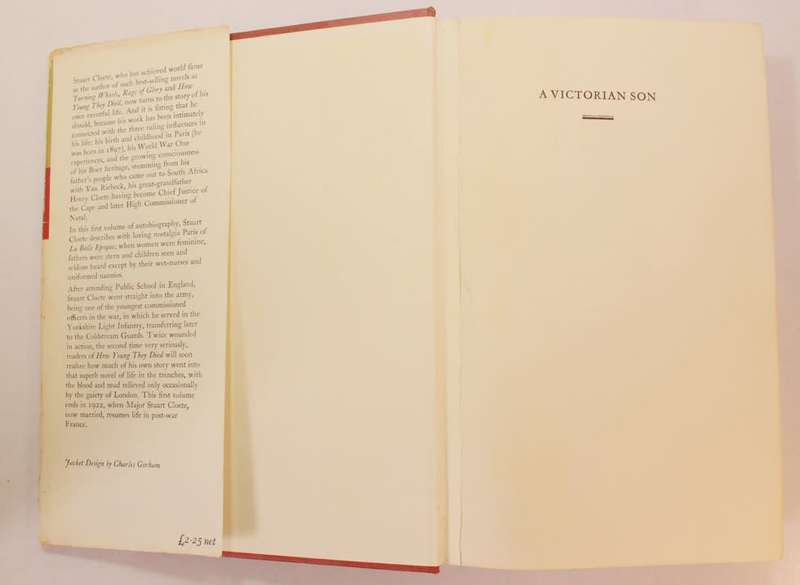 Stuart Cloete, who has achieved world fame
as the author of such best-selling novels as
Turning Wheels, Rags of Glory and How
Young They Died, now turns to the story of his
own eventful life. And it is fitting that he
should, because his work has been intimately
connected with the three ruling influences in
his life: his birth and childhood in Paris (he
was born in 1897), his World War One
experiences, and the growing consciousness
of his Boer heritage, stemming from his
father's people who came out to South Africa
with Van Riebeck, his great-grandfather
Henry Cloete having become Chief Justice of
the Cape and later High Commissioner of
Natal.
In this first volume of autobiography, Stuart
Cloete describes with loving nostalgia Paris of
La Belle Epoque: when women were feminine,
fathers were stern and children seen and
seldom heard except by their wet-nurses and
uniformed nannies.
After attending Public School in England,
Stuart Cloete went straight into the army,
being one of the youngest commissioned
officers in the war, in which he served in the
Yorkshire Light Infantry, transferring later
to the Coldstream Guards. Twice wounded
in action, the second time very seriously,
readers of How Young They Died will soon
realize how much of his own story went into
that superb novel of life in the trenches, with
the blood and mud relieved only occasionally
by the gaiety of London. This first volume
ends in 1922, when Major Stuart Cloete,
now married, resumes life in post-war
France.
Jacket Design by Charles Gorham
£2·25 net
A VICTORIAN SON